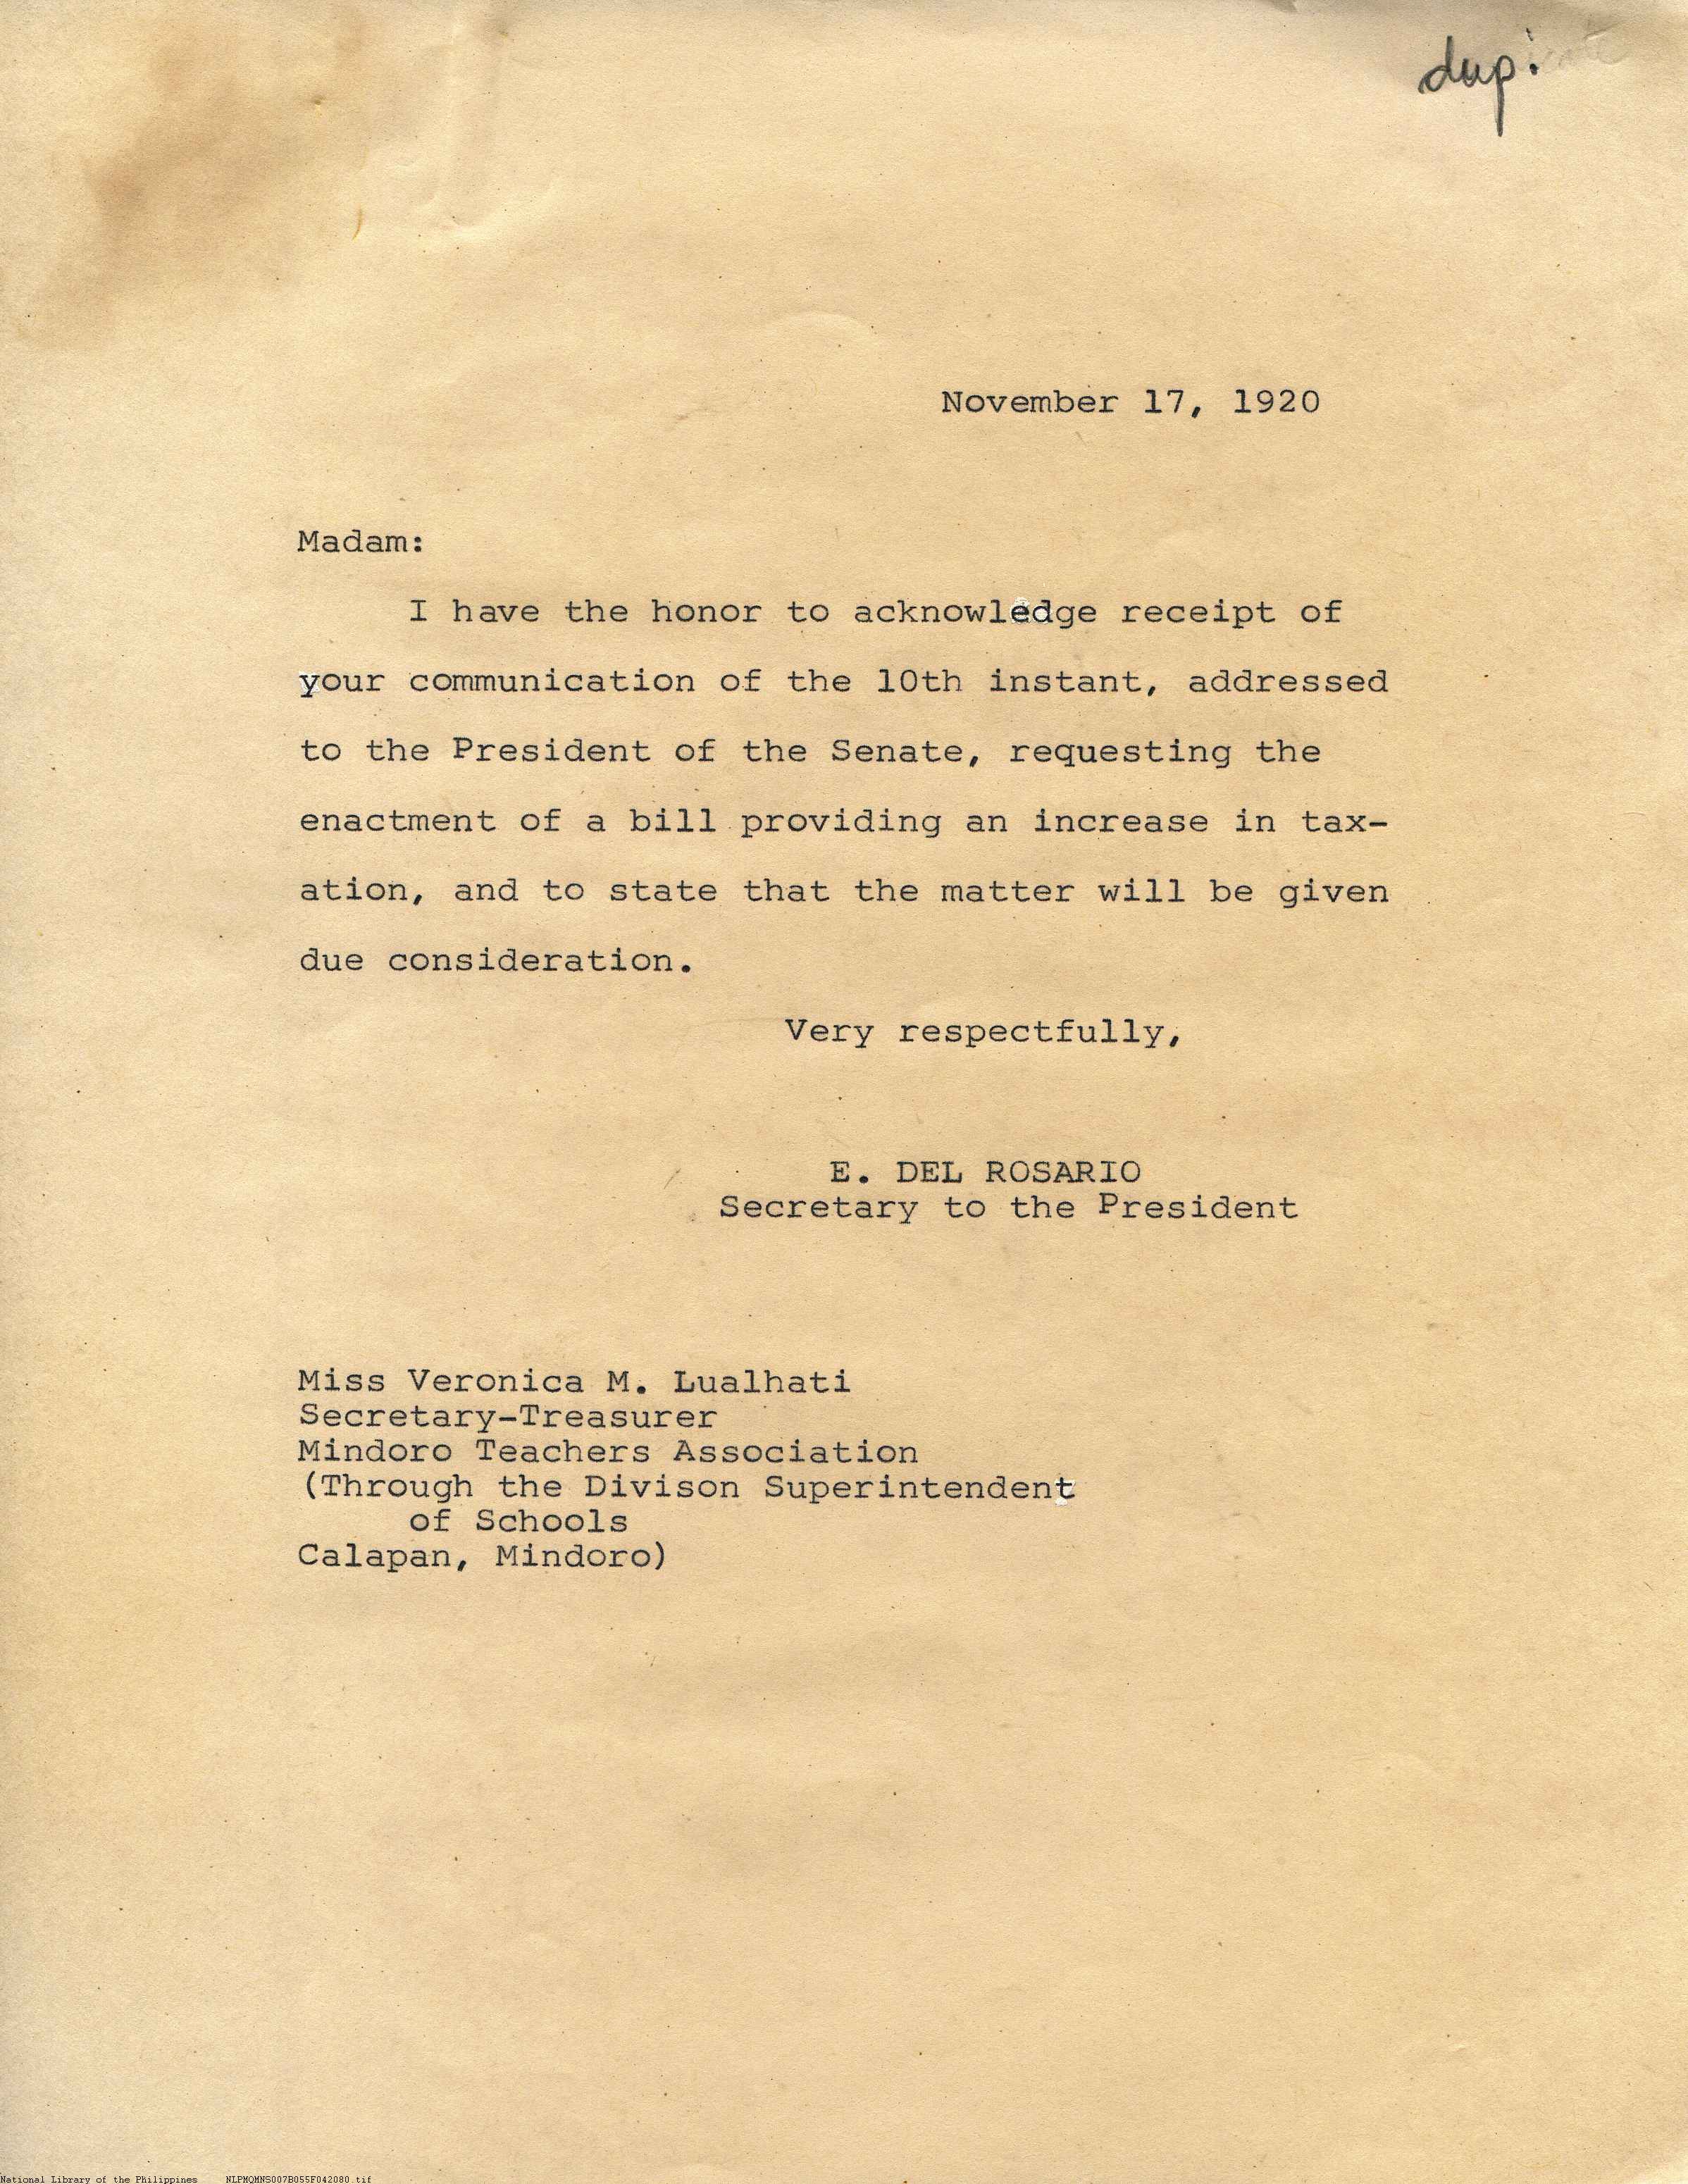 dup.
November 17, 1920
Madam:
I have the honor to acknowledge receipt of
your communication of the 10th instant, addressed
to the President of the Senate, requesting the
enactment of a bill providing an increase in tax-
ation, and to state that the matter will be given
due consideration.
Very respectfully,
E. DEL ROSARIO
Secretary to the President
Miss Veronica M. Lualhati
Secretary-Treasurer
Mindoro Teachers Association
(Through the Divison Superintendent
of Schools
Calapan, Mindoro)
National Library of the Philippines NLPMQMNS007B055F042080.tif